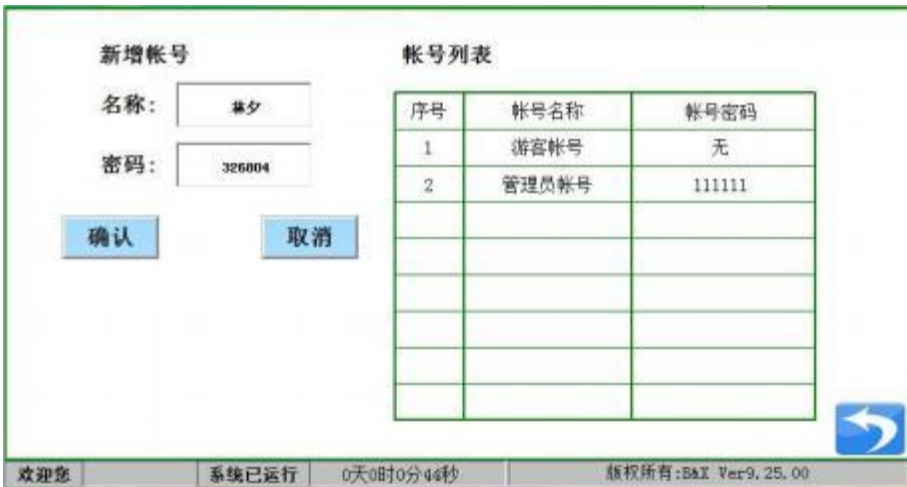 新增帐号
名称：
密码：
326804
确认
取消
帐号列表
序号 帐号名称 帐号密码
1 游客帐号 无
2 管理员帐号 111111
欢迎您 系统已运行 0天0时0分44秒 版权所有:B&X Ver9.25.00